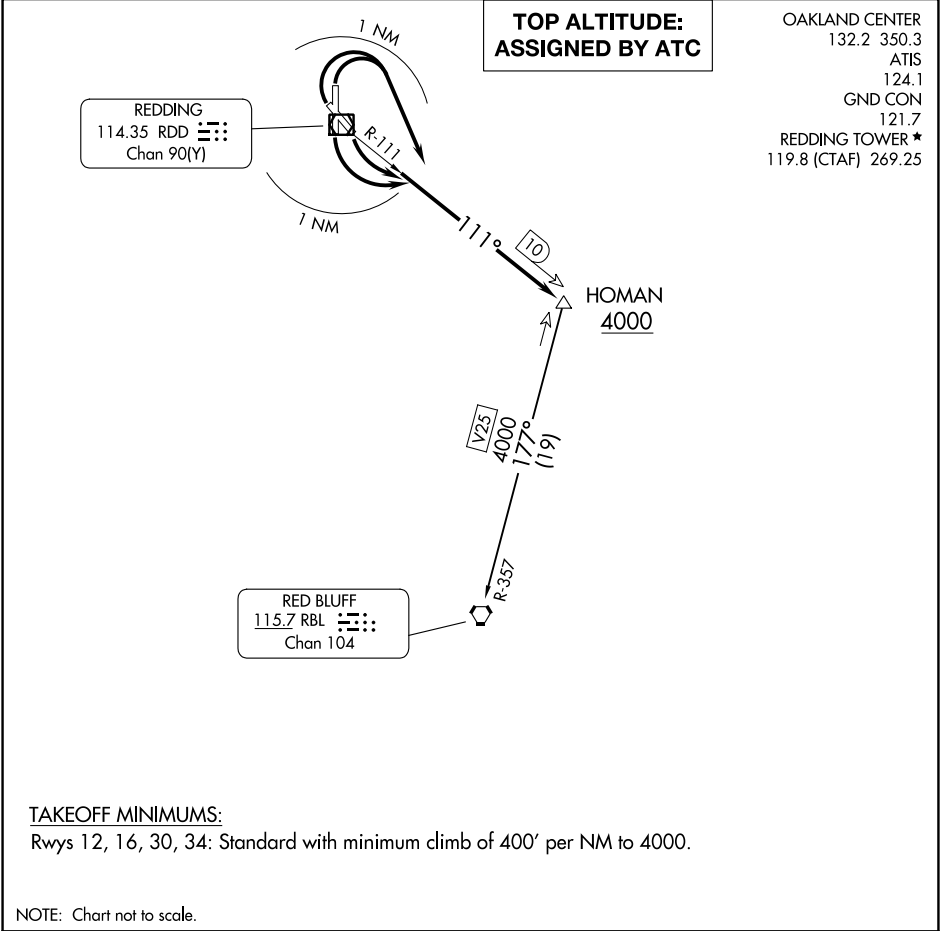 TOP ALTITUDE:
ASSIGNED BY ATC
OAKLAND CENTER
132.2 350.3
ATIS
124.1
GND CON
121.7
REDDING TOWER ★
119.8 (CTAF) 269.25
1 NM
REDDING
114.35 RDD
Chan 90(Y)
R-111
1 NM
111°
10
HOMAN
4000
V25
4000
177°
(19)
R-357
RED BLUFF
115.7 RBL
Chan 104
TAKEOFF MINIMUMS:
Rwys 12, 16, 30, 34: Standard with minimum climb of 400' per NM to 4000.
NOTE: Chart not to scale.